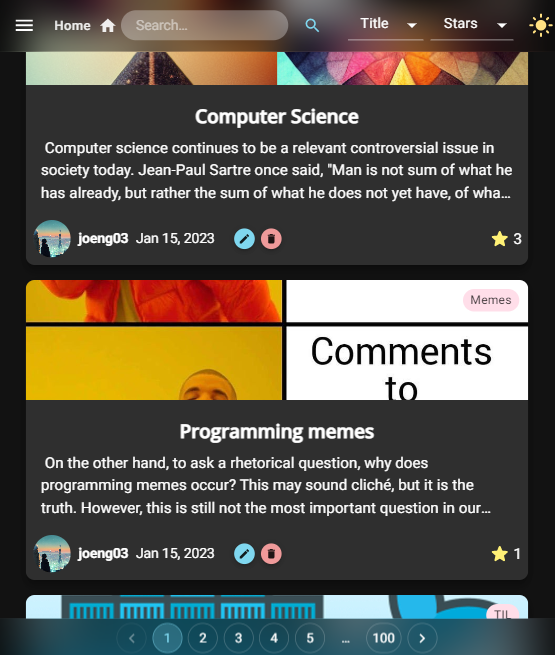 Home Search... Title Stars
Computer Science
Computer science continues to be a relevant controversial issue in
society today. Jean-Paul Sartre once said, "Man is not sum of what he
has already, but rather the sum of what he does not yet have, of wha...
joeng03 Jan 15, 2023 3
Memes
Comments
to
Programming memes
On the other hand, to ask a rhetorical question, why does
programming memes occur? This may sound cliché, but it is the
truth. However, this is still not the most important question in our...
joeng03 Jan 15, 2023 1
TIL
1 2 3 4 5 ... 100